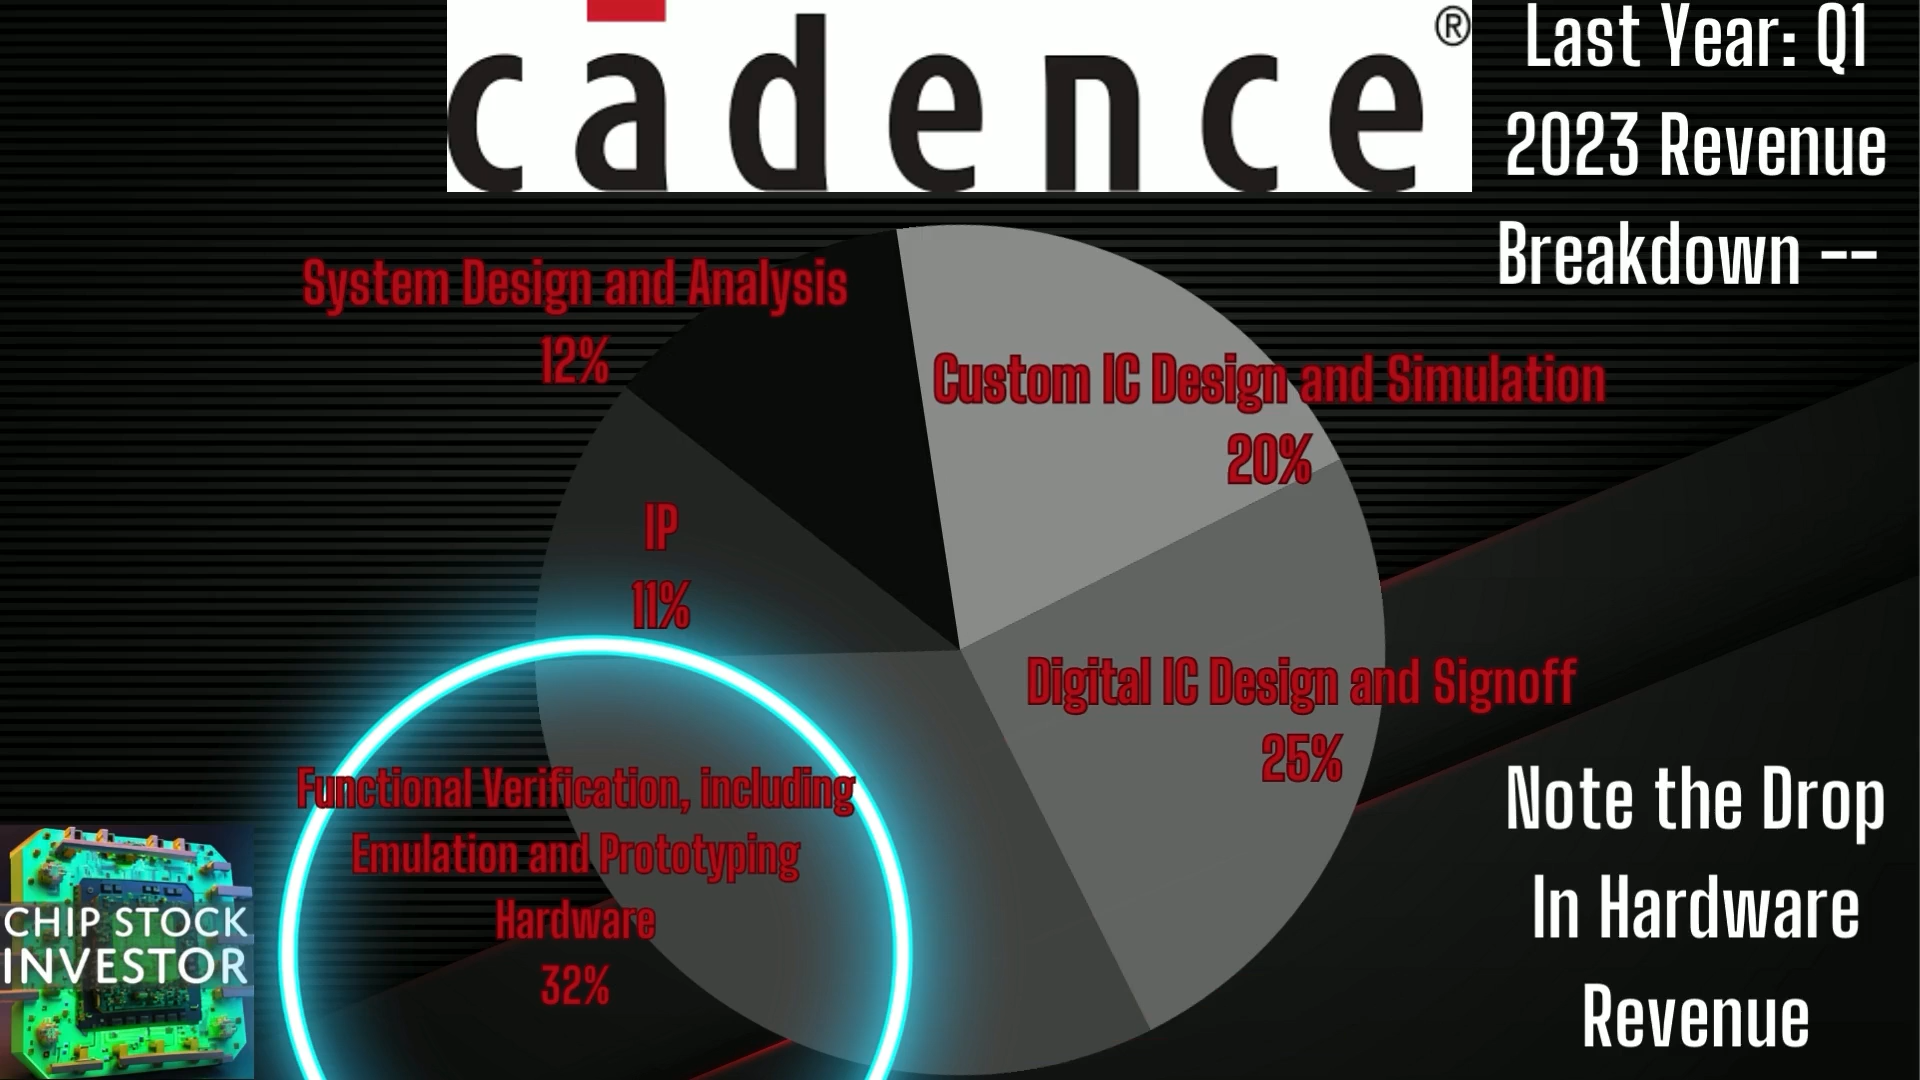 cādence®
Last Year: Q1
2023 Revenue
Breakdown --
System Design and Analysis
12%
Custom IC Design and Simulation
20%
IP
11%
Digital IC Design and Signoff
25%
Functional Verification, including
Emulation and Prototyping
Hardware
32%
Note the Drop
In Hardware
Revenue
CHIP STOCK
INVESTOR